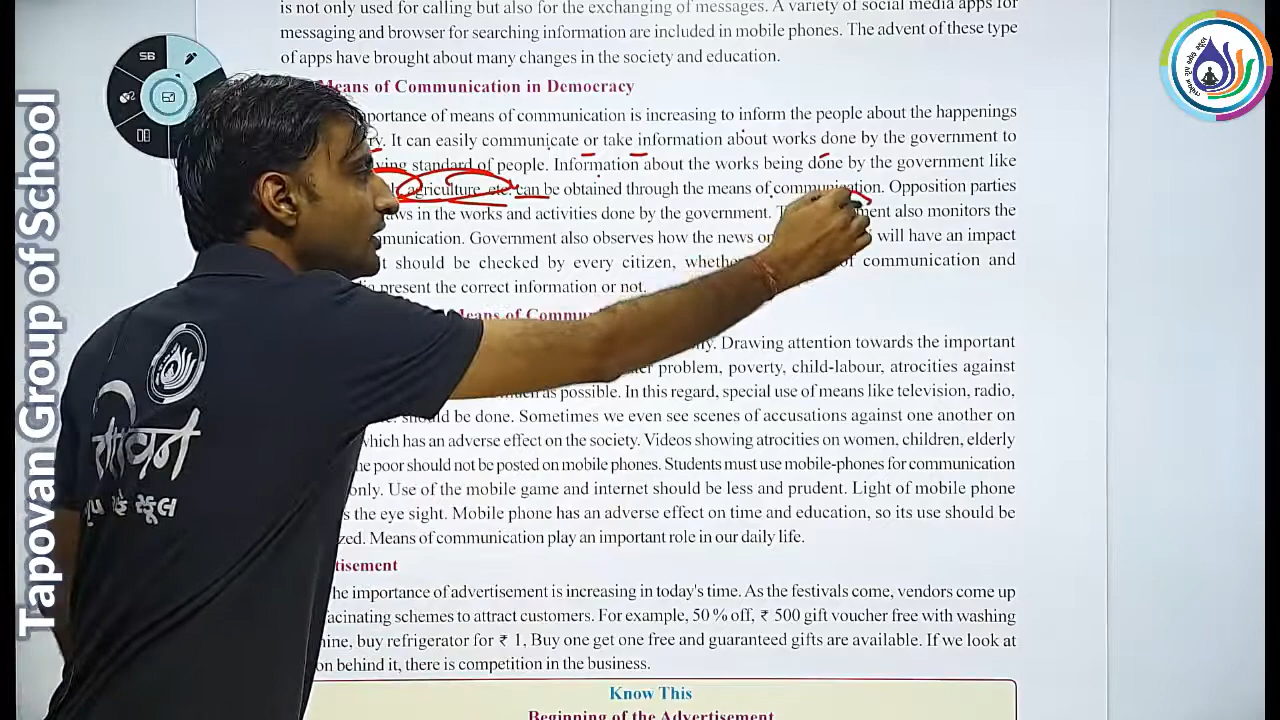 is not only used for calling but also for the exchanging of messages. A variety of social media apps for
messaging and browser for searching information are included in mobile phones. The advent of these type
of apps have brought about many changes in the society and education.
Means of Communication in Democracy
portance of means of communication is increasing to inform the people about the happenings
ry. It can easily communicate or take information about works done by the government to
ving standard of people. Information about the works being done by the government like
agriculture, etc. can be obtained through the means of communication. Opposition parties
aws in the works and activities done by the government. ment also monitors the
munication. Government also observes how the news on will have an impact
t should be checked by every citizen, whethe of communication and
present the correct information or not.
Means of Commu
ny. Drawing attention towards the important
er problem, poverty, child-labour, atrocities against
as possible. In this regard, special use of means like television, radio,
should be done. Sometimes we even see scenes of accusations against one another on
which has an adverse effect on the society. Videos showing atrocities on women, children, elderly
he poor should not be posted on mobile phones. Students must use mobile-phones for communication
only. Use of the mobile game and internet should be less and prudent. Light of mobile phone
s the eye sight. Mobile phone has an adverse effect on time and education, so its use should be
zed. Means of communication play an important role in our daily life.
rtisement
he importance of advertisement is increasing in today's time. As the festivals come, vendors come up
acinating schemes to attract customers. For example, 50 % off, ₹ 500 gift voucher free with washing
hine, buy refrigerator for ₹ 1, Buy one get one free and guaranteed gifts are available. If we look at
on behind it, there is competition in the business.
Know This
Beginning of the Advertisement
Tapovan Group of School
SB
સ્કૂલ